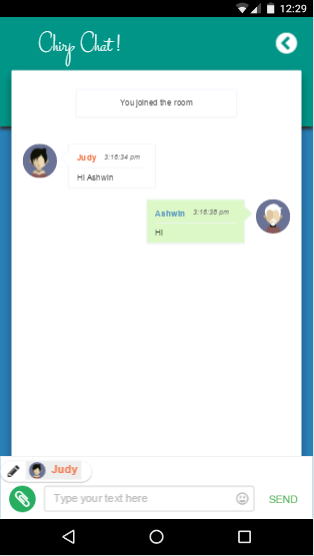 12:29
Chirp Chat !
You joined the room
Judy 3:16:34 pm
Hi Ashwin
Ashwin 3:16:38 pm
Hi
Judy
Type your text here
SEND